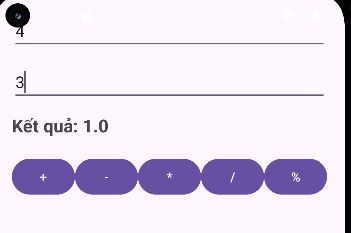 4
3
Kết quả: 1.0
+ - * / %